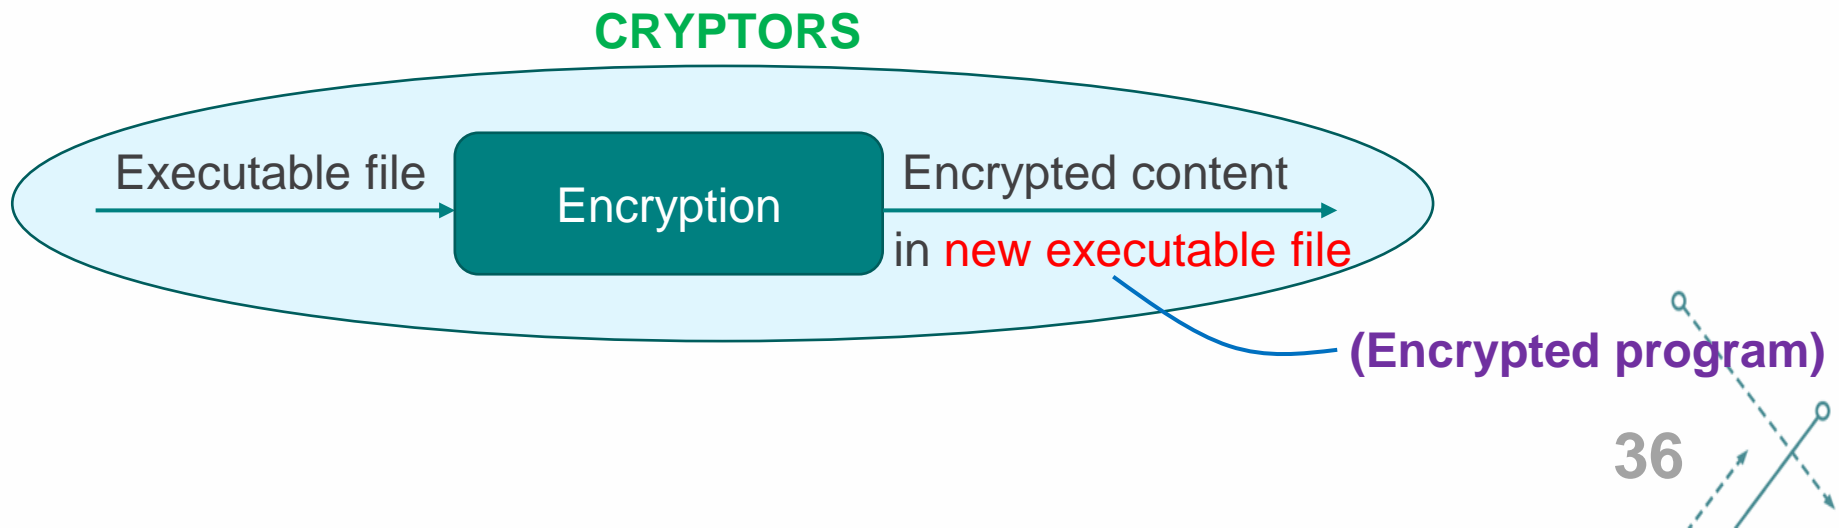 CRYPTORS
Executable file
Encryption
Encrypted content
in new executable file
(Encrypted program)
36